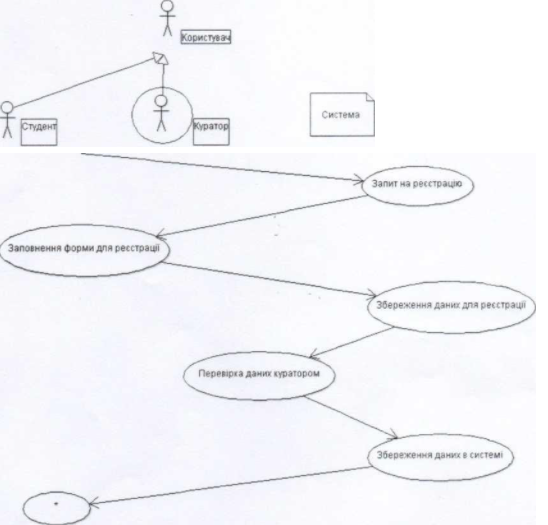 Користувач
Студент
Куратор
Система
Запит на реєстрацію
Заповнення форми для реєстрації
Збереження даних для реєстрації
Перевірка даних куратором
Збереження даних в системі